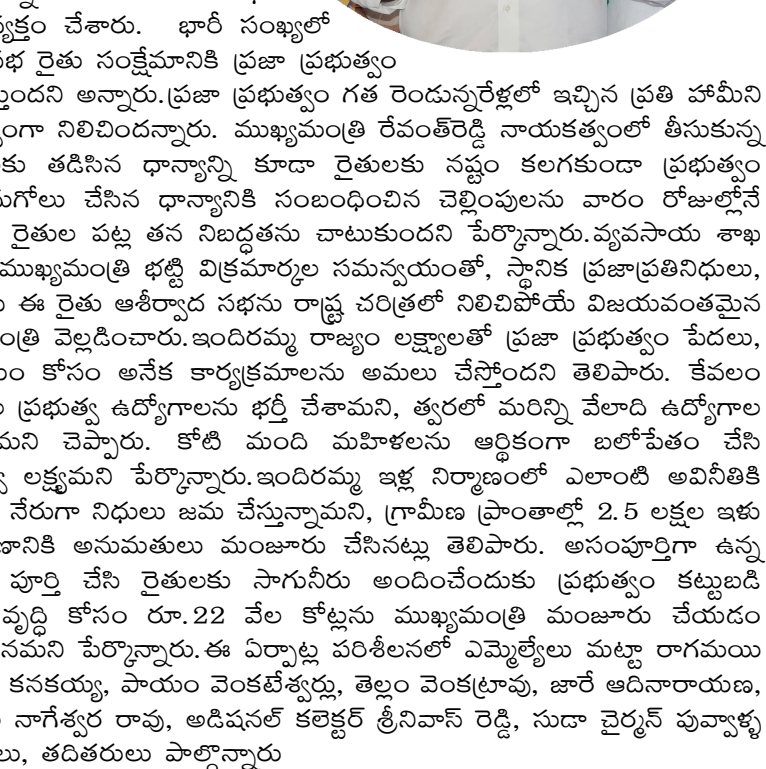 వ్యక్తం చేశారు. భారీ సంఖ్యలో
రైతు సంక్షేమానికి ప్రజా ప్రభుత్వం
అన్నారు.ప్రజా ప్రభుత్వం గత రెండున్నరేళ్లలో ఇచ్చిన ప్రతి హామీని
నిలిచిందన్నారు. ముఖ్యమంత్రి రేవంత్‌రెడ్డి నాయకత్వంలో తీసుకున్న
తడిసిన ధాన్యాన్ని కూడా రైతులకు నష్టం కలగకుండా ప్రభుత్వం
చేసిన ధాన్యానికి సంబంధించిన చెల్లింపులను వారం రోజుల్లోనే
రైతుల పట్ల తన నిబద్ధతను చాటుకుందని పేర్కొన్నారు.వ్యవసాయ శాఖ
ముఖ్యమంత్రి భట్టి విక్రమార్కల సమన్వయంతో, స్థానిక ప్రజాప్రతినిధులు,
ఈ రైతు ఆశీర్వాద సభను రాష్ట్ర చరిత్రలో నిలిచిపోయే విజయవంతమైన
వెల్లడించారు.ఇందిరమ్మ రాజ్యం లక్ష్యాలతో ప్రజా ప్రభుత్వం పేదలు,
కోసం అనేక కార్యక్రమాలను అమలు చేస్తోందని తెలిపారు. కేవలం
ప్రభుత్వ ఉద్యోగాలను భర్తీ చేశామని, త్వరలో మరిన్ని వేలాది ఉద్యోగాల
చెప్పారు. కోటి మంది మహిళలను ఆర్థికంగా బలోపేతం చేసి
లక్ష్యమని పేర్కొన్నారు.ఇందిరమ్మ ఇళ్ల నిర్మాణంలో ఎలాంటి అవినీతికి
నేరుగా నిధులు జమ చేస్తున్నామని, గ్రామీణ ప్రాంతాల్లో 2.5 లక్షల ఇళు
అనుమతులు మంజూరు చేసినట్లు తెలిపారు. అసంపూర్తిగా ఉన్న
పూర్తి చేసి రైతులకు సాగునీరు అందించేందుకు ప్రభుత్వం కట్టుబడి
కోసం రూ.22 వేల కోట్లను ముఖ్యమంత్రి మంజూరు చేయడం
పేర్కొన్నారు.ఈ ఏర్పాట్ల పరిశీలనలో ఎమ్మెల్యేలు మట్టా రాగమయి
కనకయ్య, పాయం వెంకటేశ్వర్లు, తెల్లం వెంకట్రావు, జారే ఆదినారాయణ,
నాగేశ్వర రావు, అడిషనల్ కలెక్టర్ శ్రీనివాస్ రెడ్డి, సుడా చైర్మన్ పువ్వాళ్ళ
తదితరులు పాల్గొన్నారు